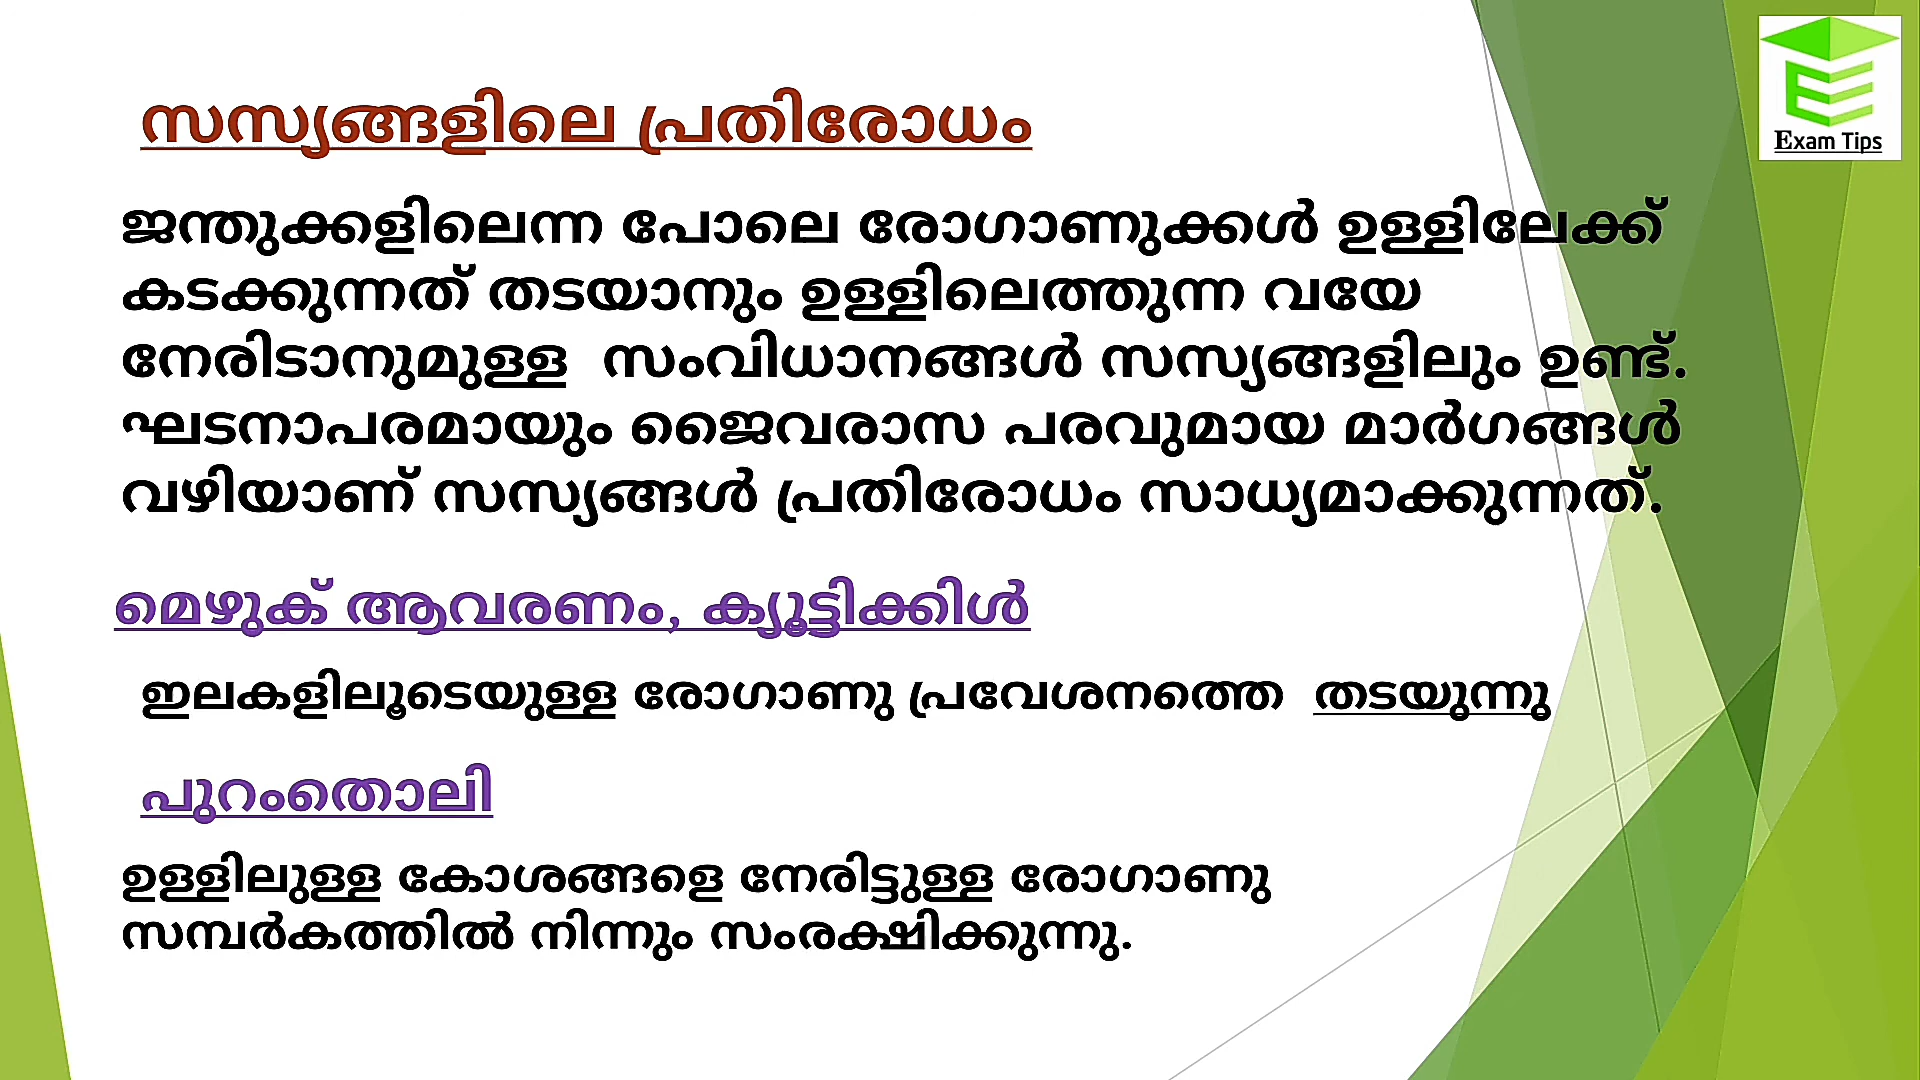 സസ്യങ്ങളിലെ പ്രതിരോധം
ജന്തുക്കളിലെന്ന പോലെ രോഗാണുക്കൾ ഉള്ളിലേക്ക്
കടക്കുന്നത് തടയാനും ഉള്ളിലെത്തുന്ന വയേ
നേരിടാനുമുള്ള സംവിധാനങ്ങൾ സസ്യങ്ങളിലും ഉണ്ട്.
ഘടനാപരമായും ജൈവരാസ പരവുമായ മാർഗങ്ങൾ
വഴിയാണ് സസ്യങ്ങൾ പ്രതിരോധം സാധ്യമാക്കുന്നത്.
മെഴുക് ആവരണം, ക്യൂട്ടിക്കിൾ
ഇലകളിലൂടെയുള്ള രോഗാണു പ്രവേശനത്തെ തടയുന്നു
പുറംതൊലി
ഉള്ളിലുള്ള കോശങ്ങളെ നേരിട്ടുള്ള രോഗാണു
സമ്പർകത്തിൽ നിന്നും സംരക്ഷിക്കുന്നു.
Exam Tips